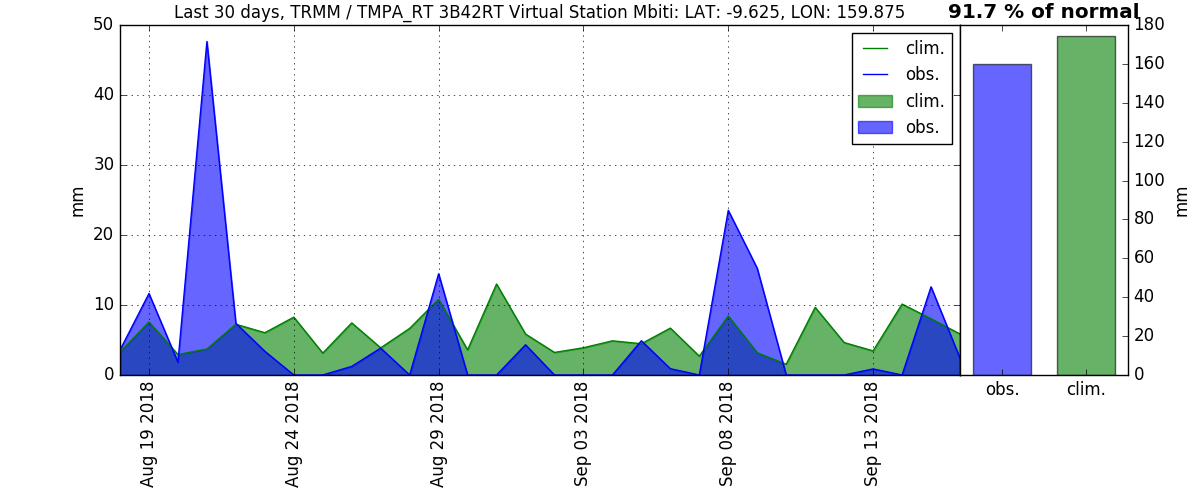 Last 30 days, TRMM / TMPA_RT 3B42RT Virtual Station Mbiti: LAT: -9.625, LON: 159.875
91.7 % of normal
50
40
30
20
10
0
mm
clim.
obs.
clim.
obs.
180
160
140
120
100
80
60
40
20
0
mm
obs.
clim.
Aug 19 2018
Aug 24 2018
Aug 29 2018
Sep 03 2018
Sep 08 2018
Sep 13 2018